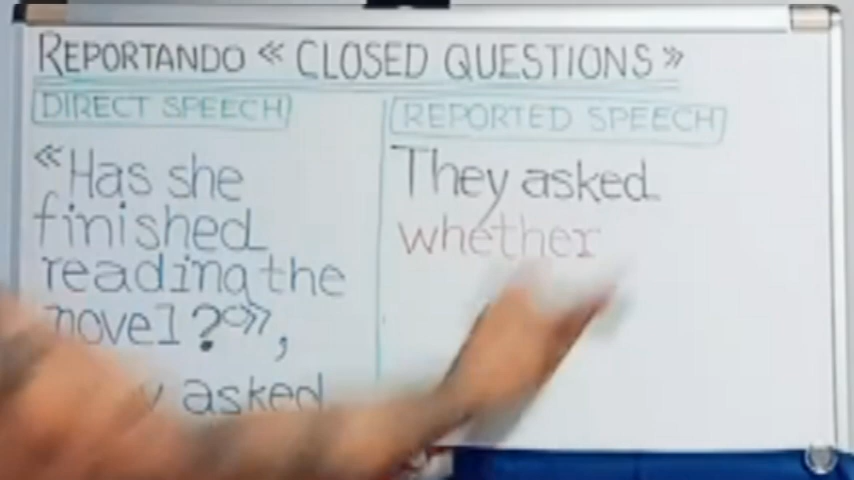 REPORTANDO « CLOSED QUESTIONS »
DIRECT SPEECH
«Has she
finished
reading the
novel?»,
asked
REPORTED SPEECH
They asked
whether